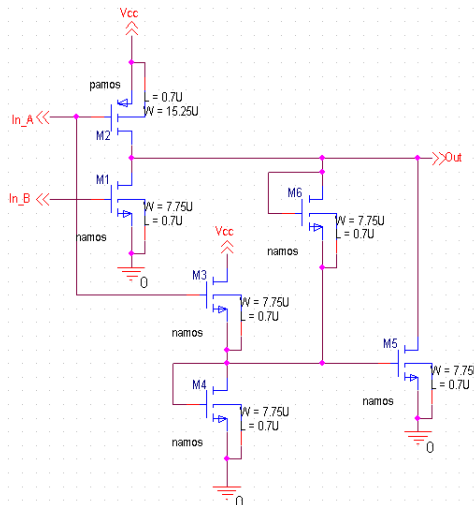 Vcc
pamos
L = 0.7U
W = 15.25U
In_A
M2
Out
M1
In_B
W = 7.75U
L = 0.7U
namos
0
M6
W = 7.75U
L = 0.7U
namos
Vcc
M3
W = 7.75U
L = 0.7U
namos
M5
W = 7.75U
L = 0.7U
namos
0
M4
W = 7.75U
L = 0.7U
namos
0